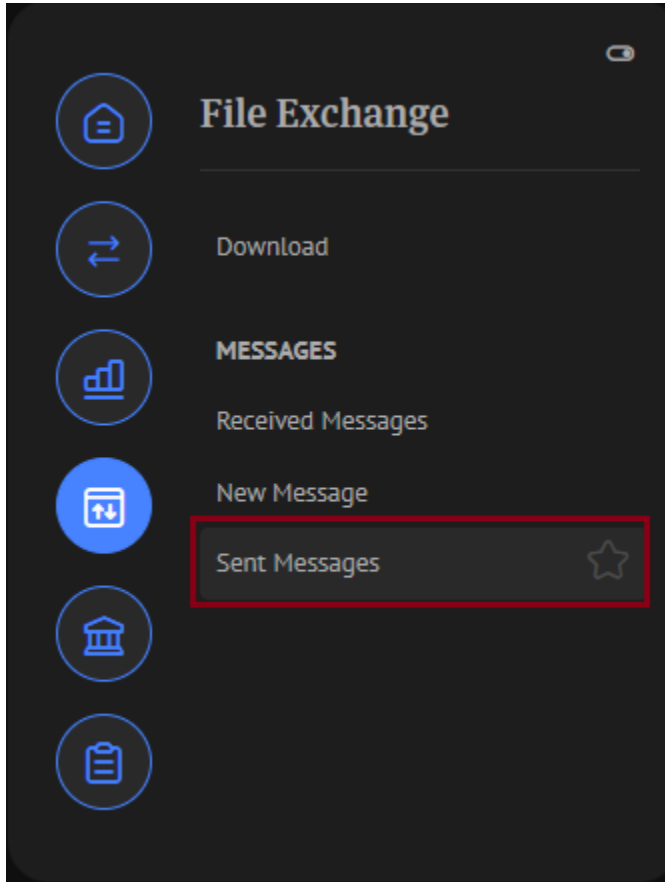 File Exchange
Download
MESSAGES
Received Messages
New Message
Sent Messages